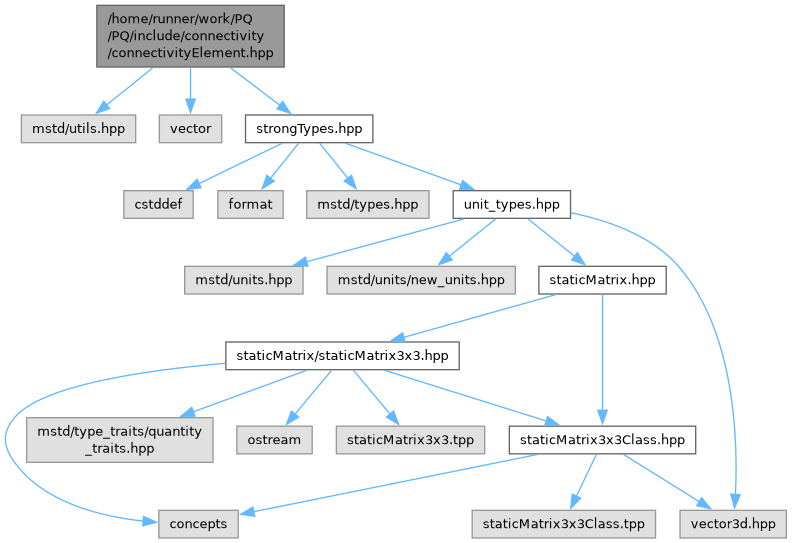 /home/runner/work/PQ
/PQ/include/connectivity
/connectivityElement.hpp
mstd/utils.hpp
vector
strongTypes.hpp
cstddef
format
mstd/types.hpp
unit_types.hpp
mstd/units.hpp
mstd/units/new_units.hpp
staticMatrix.hpp
staticMatrix/staticMatrix3x3.hpp
mstd/type_traits/quantity
_traits.hpp
ostream
staticMatrix3x3.tpp
staticMatrix3x3Class.hpp
concepts
staticMatrix3x3Class.tpp
vector3d.hpp